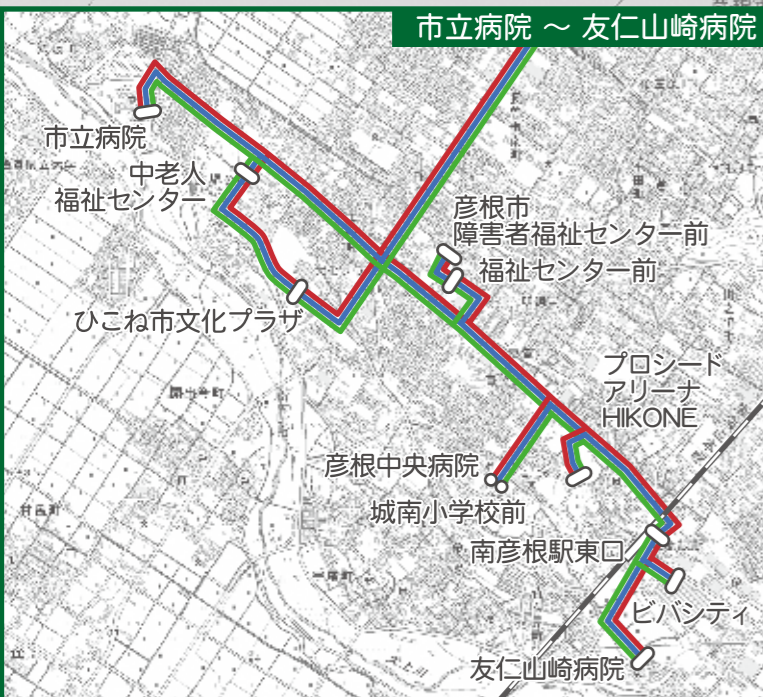 市立病院 ～ 友仁山崎病院
市立病院
中老人
福祉センター
彦根市
障害者福祉センター前
福祉センター前
ひこね市文化プラザ
プロシード
アリーナ
HIKONE
彦根中央病院
城南小学校前
南彦根駅東口
ビバシティ
友仁山崎病院